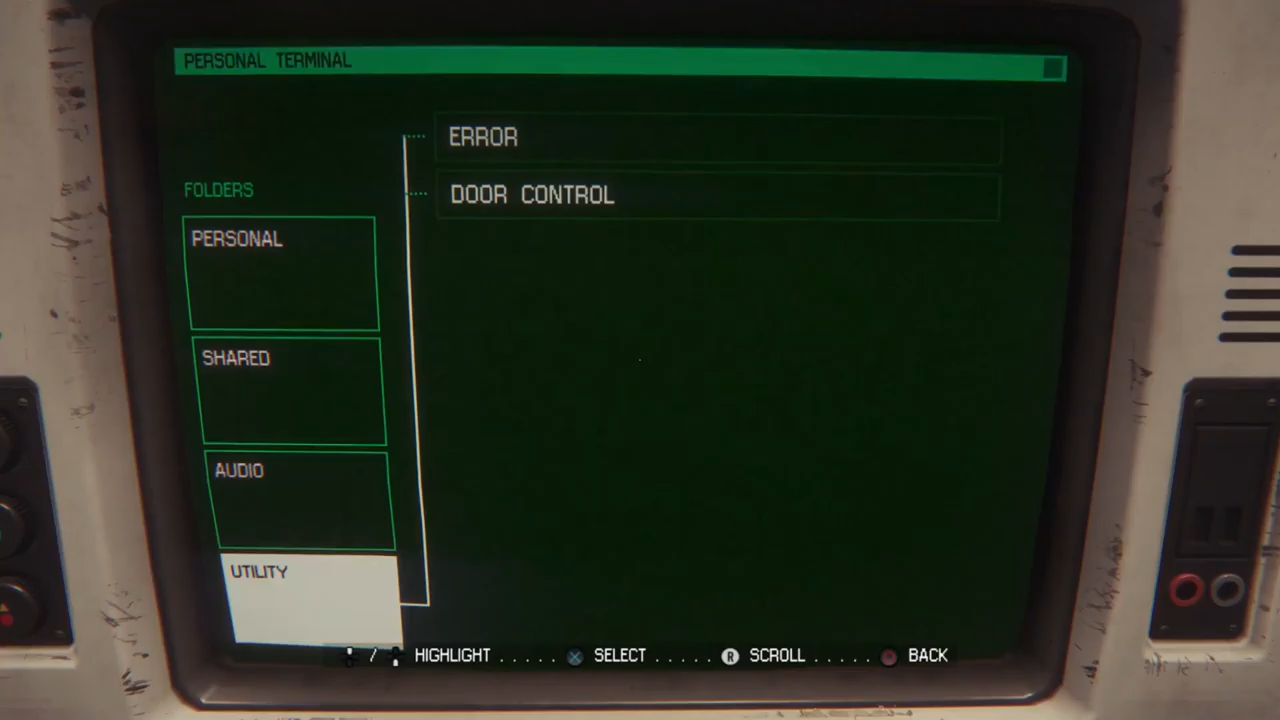 PERSONAL TERMINAL
ERROR
DOOR CONTROL
FOLDERS
PERSONAL
SHARED
AUDIO
UTILITY
/ HIGHLIGHT ..... SELECT ..... R SCROLL ...... BACK